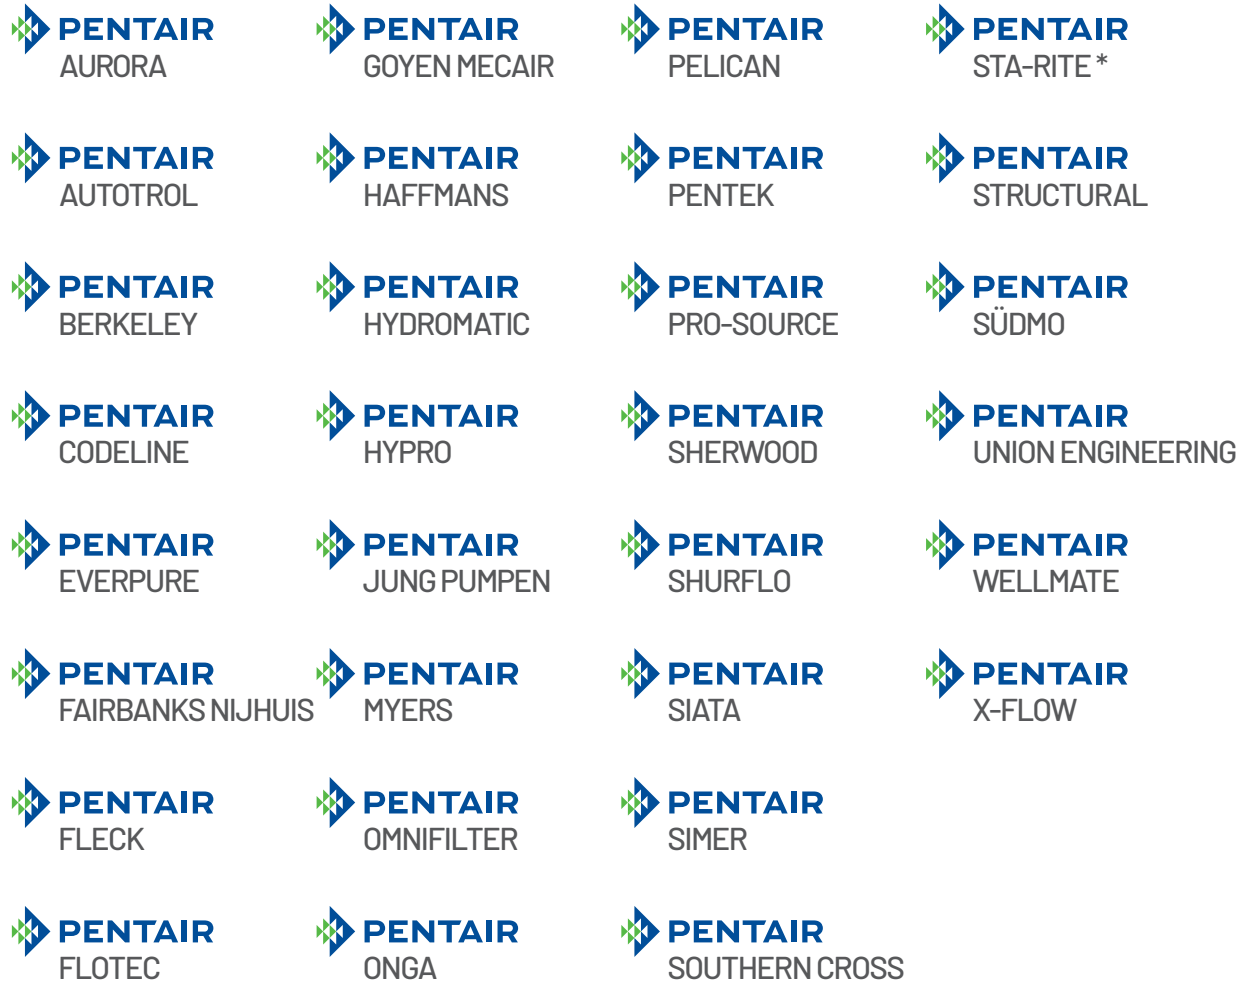 PENTAIR
AURORA
PENTAIR
AUTOTROL
PENTAIR
BERKELEY
PENTAIR
CODELINE
PENTAIR
EVERPURE
PENTAIR
FAIRBANKS NIJHUIS
PENTAIR
FLECK
PENTAIR
FLOTEC
PENTAIR
GOYEN MECAIR
PENTAIR
HAFFMANS
PENTAIR
HYDROMATIC
PENTAIR
HYPRO
PENTAIR
JUNG PUMPEN
PENTAIR
MYERS
PENTAIR
OMNIFILTER
PENTAIR
ONGA
PENTAIR
PELICAN
PENTAIR
PENTEK
PENTAIR
PRO-SOURCE
PENTAIR
SHERWOOD
PENTAIR
SHURFLO
PENTAIR
SIATA
PENTAIR
SIMER
PENTAIR
SOUTHERN CROSS
PENTAIR
STA-RITE *
PENTAIR
STRUCTURAL
PENTAIR
SÜDMO
PENTAIR
UNION ENGINEERING
PENTAIR
WELLMATE
PENTAIR
X-FLOW